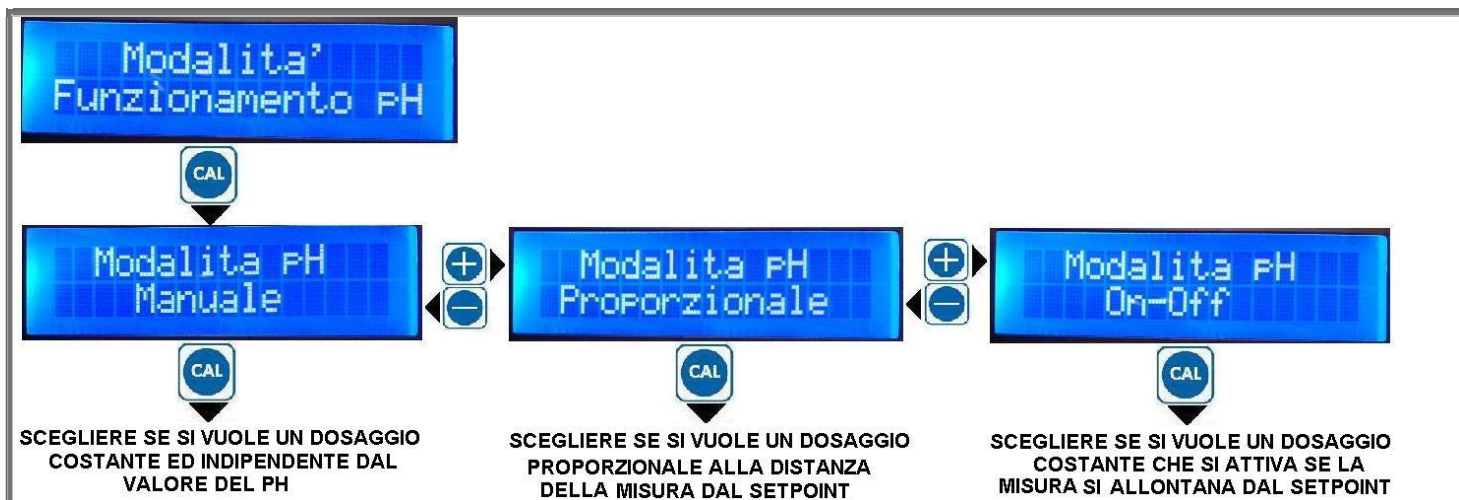 Modalita'
Funzionamento pH
CAL
Modalita pH
Manuale
+
−
Modalita pH
Proporzionale
+
−
Modalita pH
On-Off
CAL
CAL
CAL
SCEGLIERE SE SI VUOLE UN DOSAGGIO
COSTANTE ED INDIPENDENTE DAL
VALORE DEL PH
SCEGLIERE SE SI VUOLE UN DOSAGGIO
PROPORZIONALE ALLA DISTANZA
DELLA MISURA DAL SETPOINT
SCEGLIERE SE SI VUOLE UN DOSAGGIO
COSTANTE CHE SI ATTIVA SE LA
MISURA SI ALLONTANA DAL SETPOINT